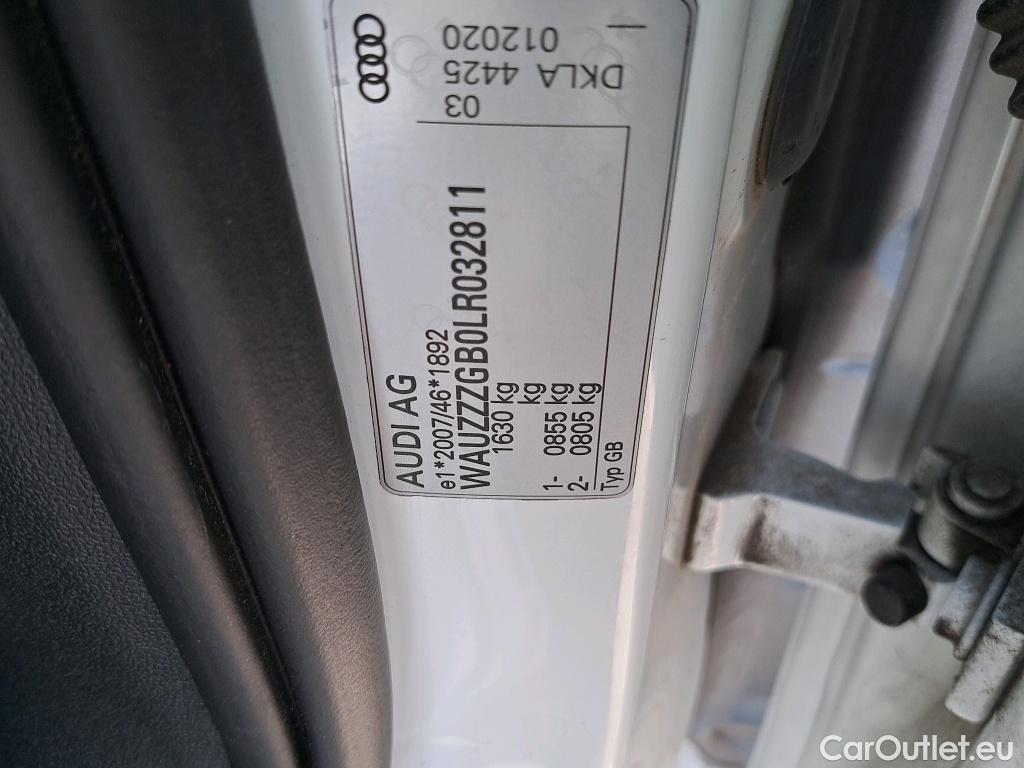 AUDI AG
e1*2007/46*1892
WAUZZZGB0LR032811
1630 kg
kg
1- 0855 kg
2- 0805 kg
Typ GB
03
DKLA 4425
012020
CarOutlet.eu